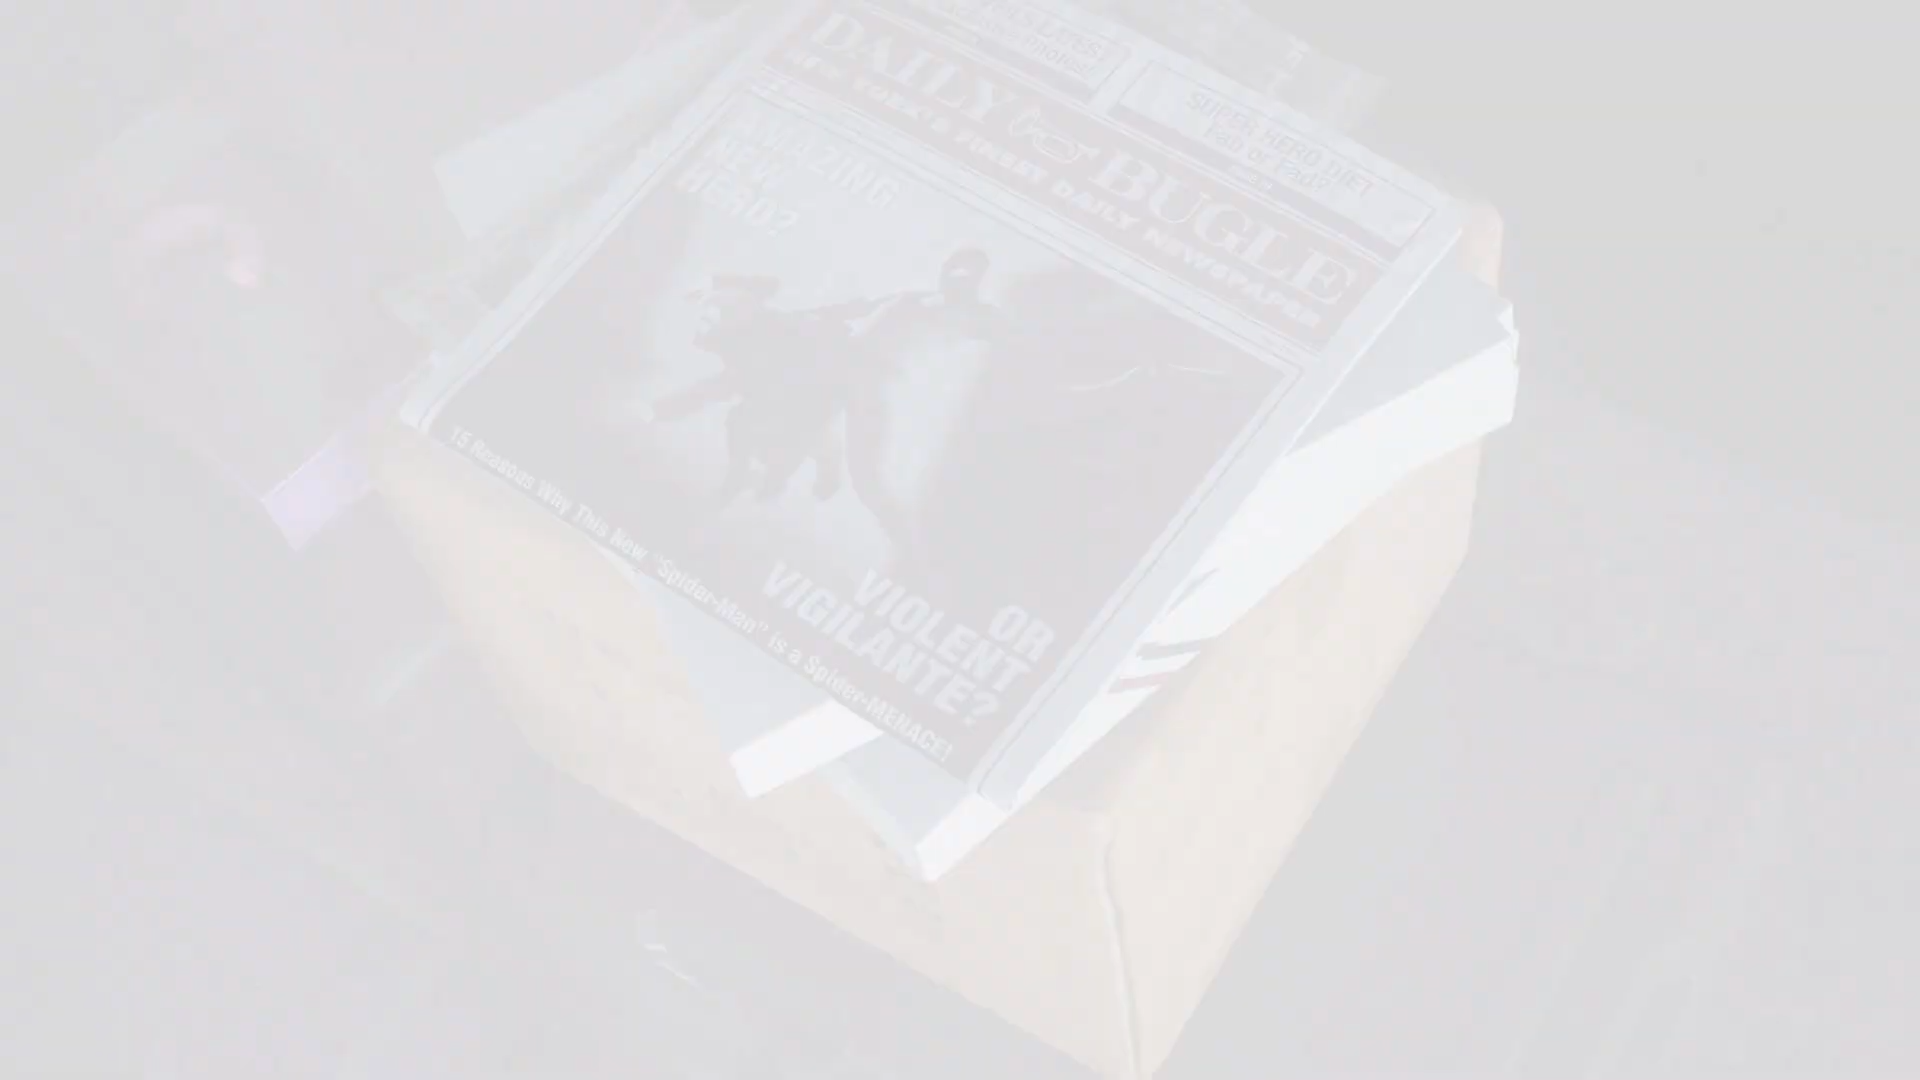 DAILY BUGLE
NEW YORK'S FINEST DAILY NEWSPAPER
SUPER HERO DIET
Fab or Fad?
AMAZING
NEW
HERO?
OR
VIOLENT
VIGILANTE?
15 Reasons Why This New "Spider-Man" is a Spider-MENACE!